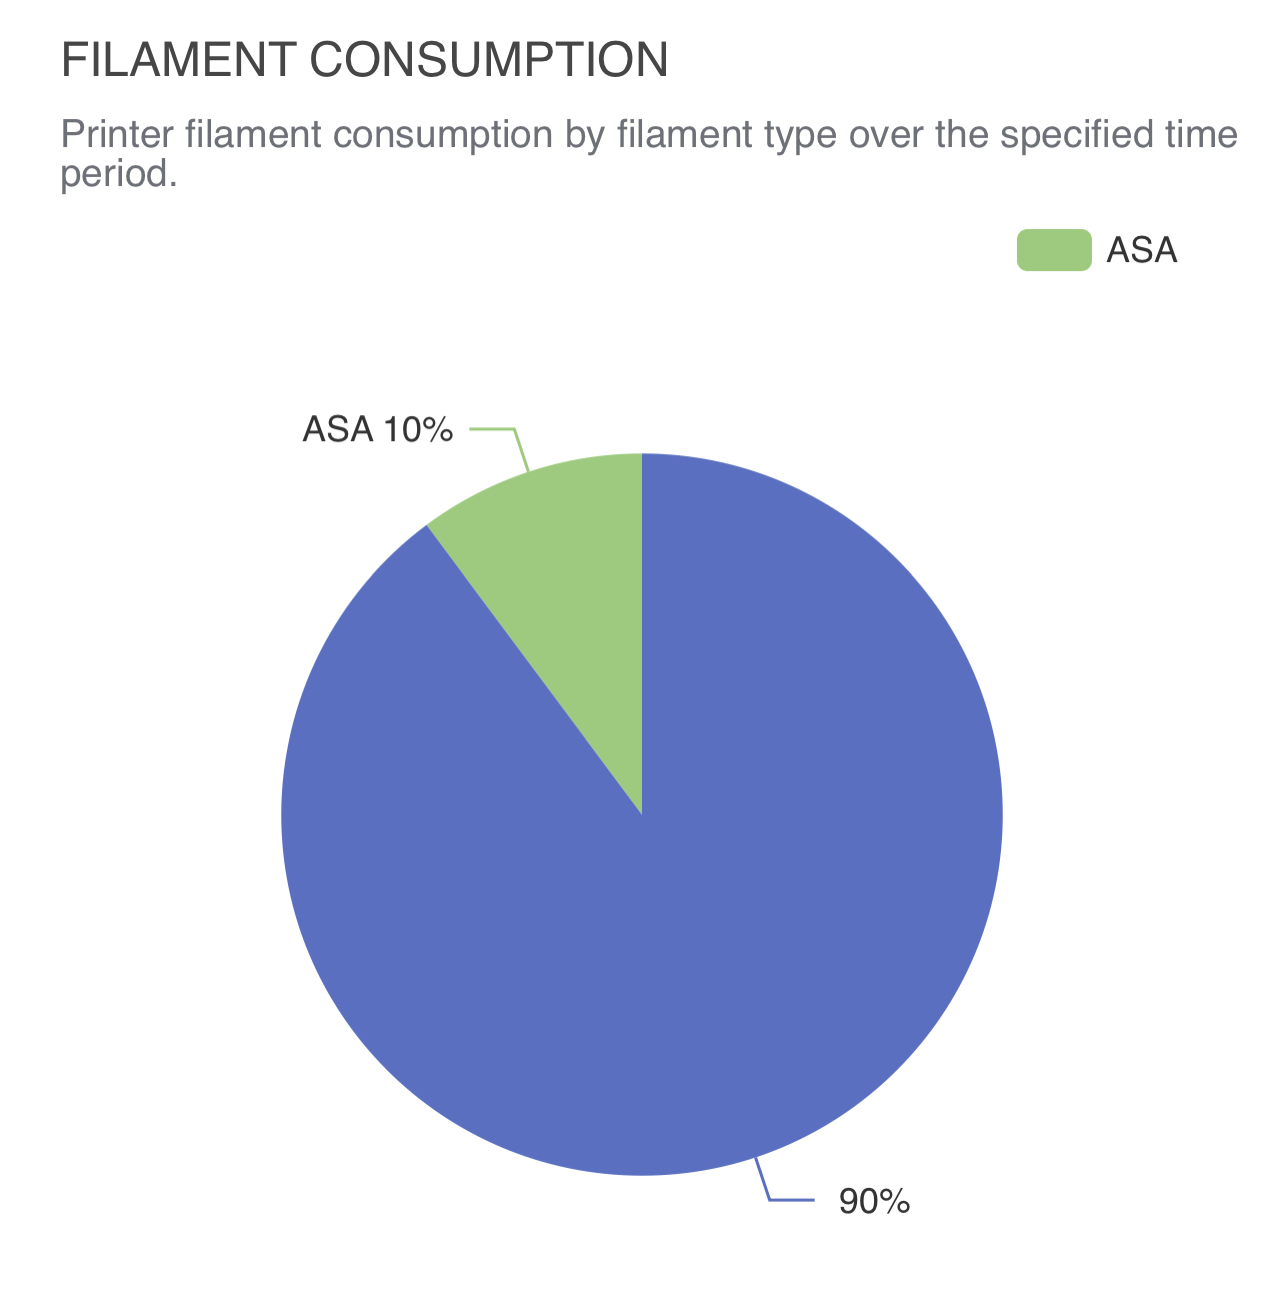 FILAMENT CONSUMPTION
Printer filament consumption by filament type over the specified time
period.
ASA
ASA 10%
90%